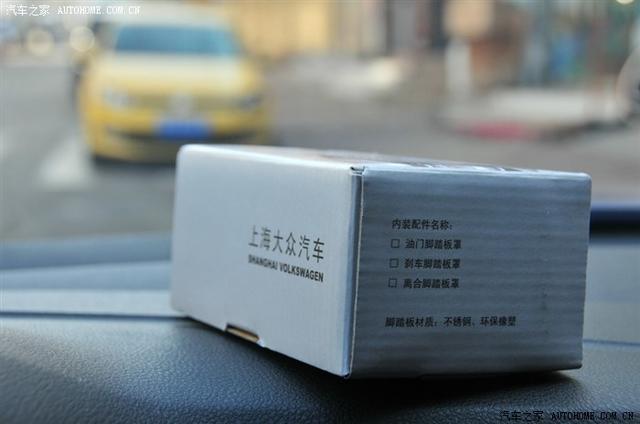 汽车之家 AUTOHOME.COM.CN
上海大众汽车
SHANGHAI VOLKSWAGEN
内装配件名称:
□ 油门脚踏板罩
□ 刹车脚踏板罩
□ 离合脚踏板罩
脚踏板材质: 不锈钢、环保橡塑
汽车之家 AUTOHOME.COM.CN